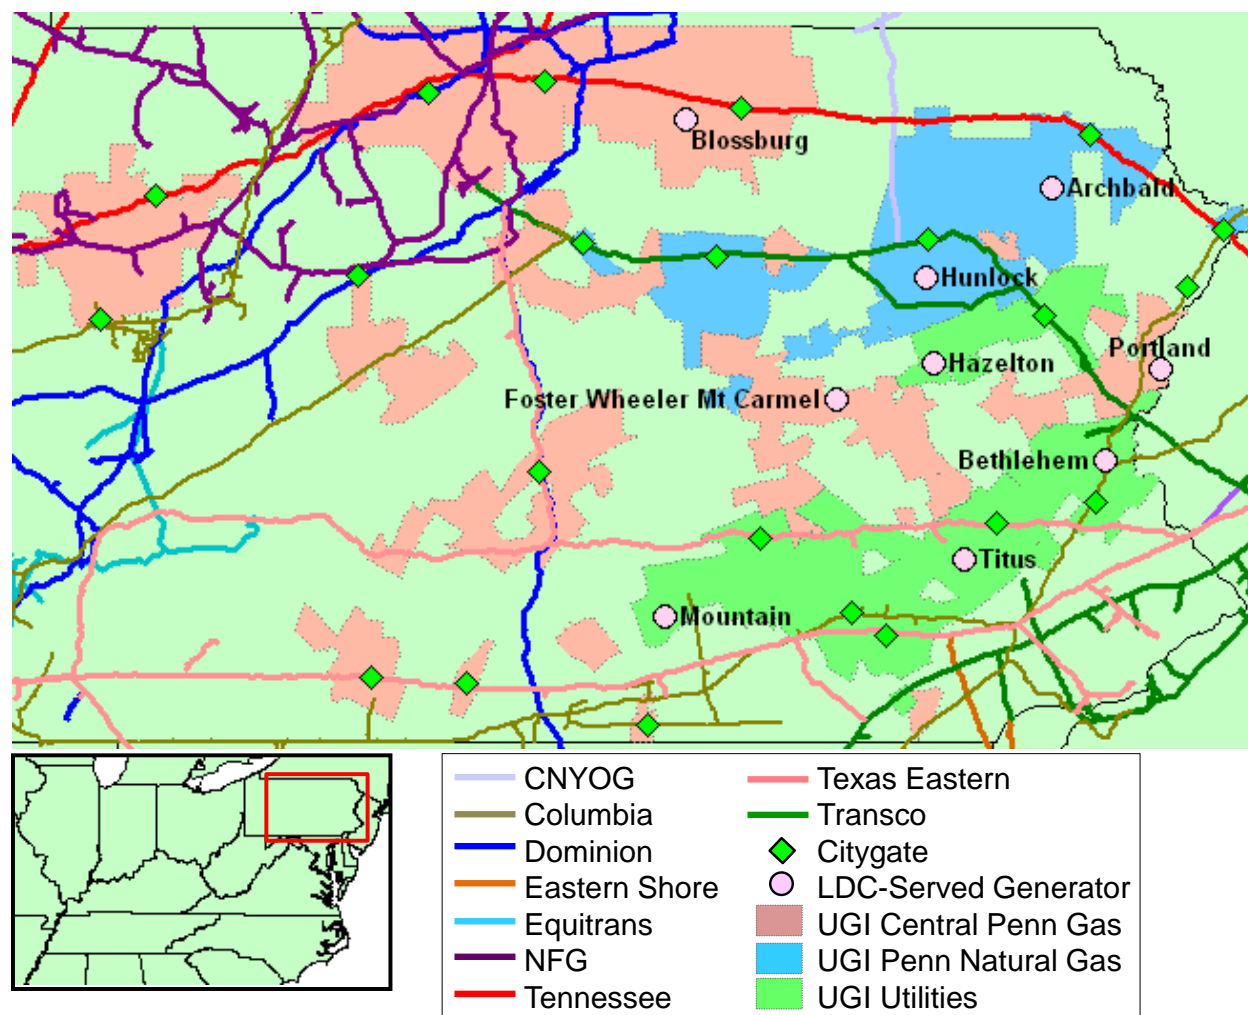 Blossburg
Archbald
Hunlock
Portland
Hazelton
Foster Wheeler Mt Carmel
Bethlehem
Titus
Mountain
CNYOG
Columbia
Dominion
Eastern Shore
Equitrans
NFG
Tennessee
Texas Eastern
Transco
Citygate
LDC-Served Generator
UGI Central Penn Gas
UGI Penn Natural Gas
UGI Utilities